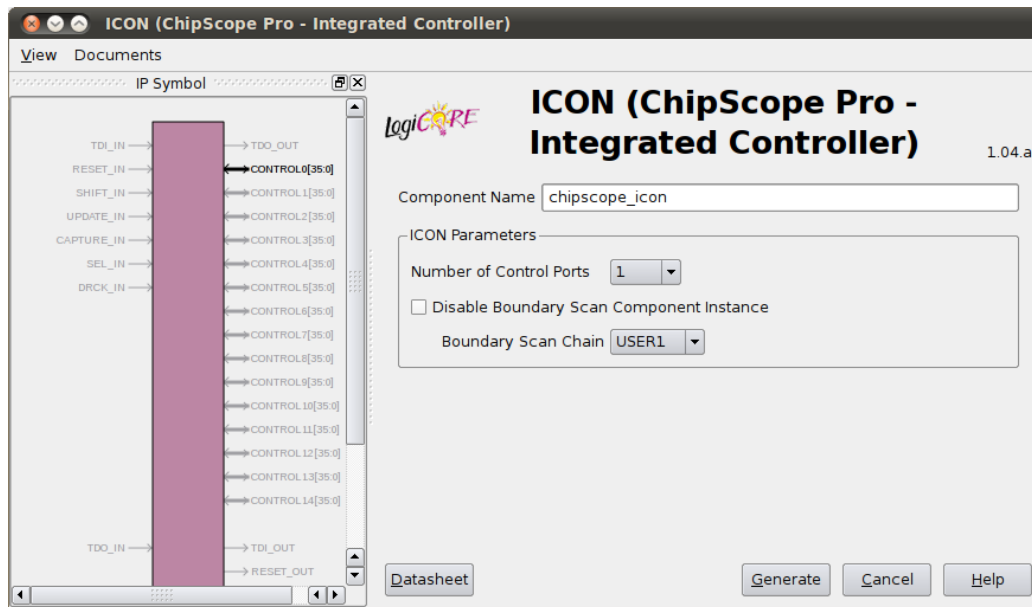 ICON (ChipScope Pro - Integrated Controller)
View Documents
IP Symbol
TDI_IN
RESET_IN
SHIFT_IN
UPDATE_IN
CAPTURE_IN
SEL_IN
DRCK_IN
TDO_IN
TDO_OUT
CONTROL0[35:0]
CONTROL1[35:0]
CONTROL2[35:0]
CONTROL3[35:0]
CONTROL4[35:0]
CONTROL5[35:0]
CONTROL6[35:0]
CONTROL7[35:0]
CONTROL8[35:0]
CONTROL9[35:0]
CONTROL10[35:0]
CONTROL11[35:0]
CONTROL12[35:0]
CONTROL13[35:0]
CONTROL14[35:0]
TDI_OUT
RESET_OUT
LogiCORE
ICON (ChipScope Pro -
Integrated Controller)
1.04.a
Component Name chipscope_icon
ICON Parameters
Number of Control Ports 1
Disable Boundary Scan Component Instance
Boundary Scan Chain USER1
Datasheet Generate Cancel Help